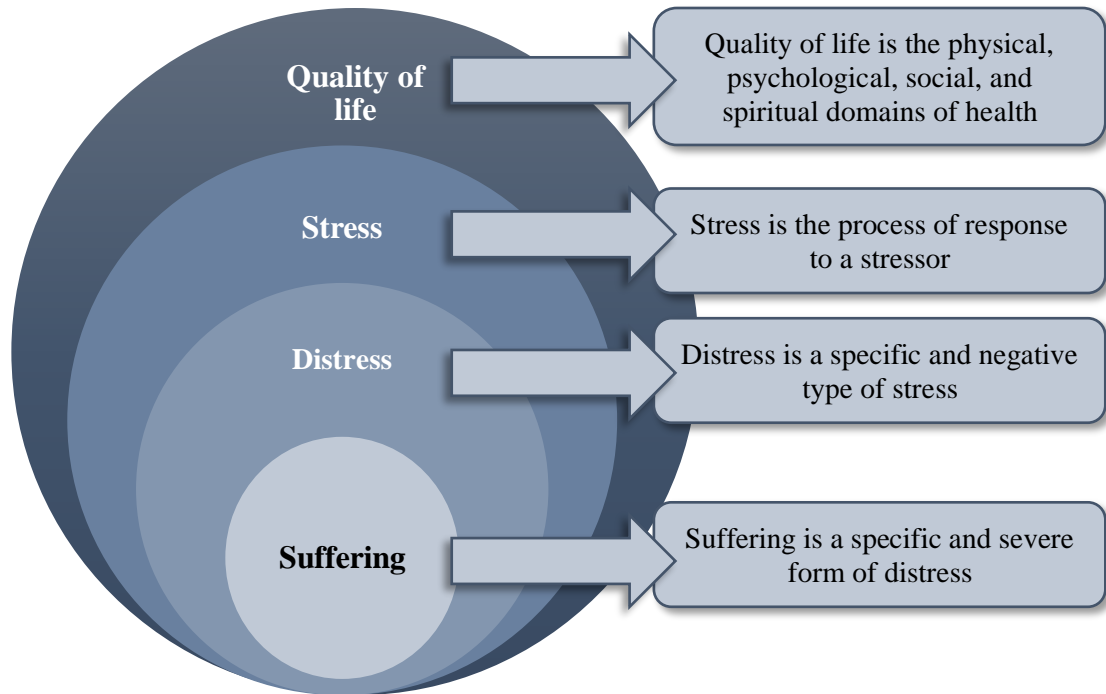 Quality of
life
Quality of life is the physical,
psychological, social, and
spiritual domains of health
Stress
Stress is the process of response
to a stressor
Distress
Distress is a specific and negative
type of stress
Suffering
Suffering is a specific and severe
form of distress